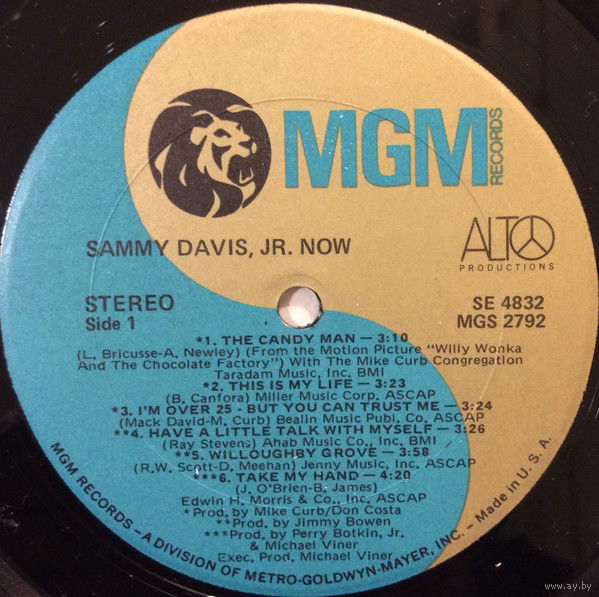 MGM
RECORDS
SAMMY DAVIS, JR. NOW
ALTO
PRODUCTIONS
STEREO
Side 1
SE 4832
MGS 2792
*1. THE CANDY MAN — 3:10
(L. Bricusse-A. Newley) (From the Motion Picture "Willy Wonka
And The Chocolate Factory") With The Mike Curb Congregation
Taradam Music, Inc. BMI
*2. THIS IS MY LIFE — 3:23
(B. Canfora) Miller Music Corp. ASCAP
*3. I'M OVER 25 - BUT YOU CAN TRUST ME — 3:24
(Mack David-M. Curb) Bealin Music Publ. Co, ASCAP
**4. HAVE A LITTLE TALK WITH MYSELF — 3:26
(Ray Stevens) Ahab Music Co., Inc, BMI
**5. WILLOUGHBY GROVE — 3:58
(R.W. Scott-D. Meehan) Jenny Music, Inc. ASCAP
***6. TAKE MY HAND — 4:20
(J. O'Brien-B. James)
Edwin H. Morris & Co., Inc. ASCAP
*Prod. by Mike Curb/Don Costa
**Prod. by Jimmy Bowen
***Prod. by Perry Botkin, Jr.
& Michael Viner
Exec. Prod. Michael Viner
MGM RECORDS – A DIVISION OF METRO-GOLDWYN-MAYER, INC. – Made in U. S. A.
www.ay.by